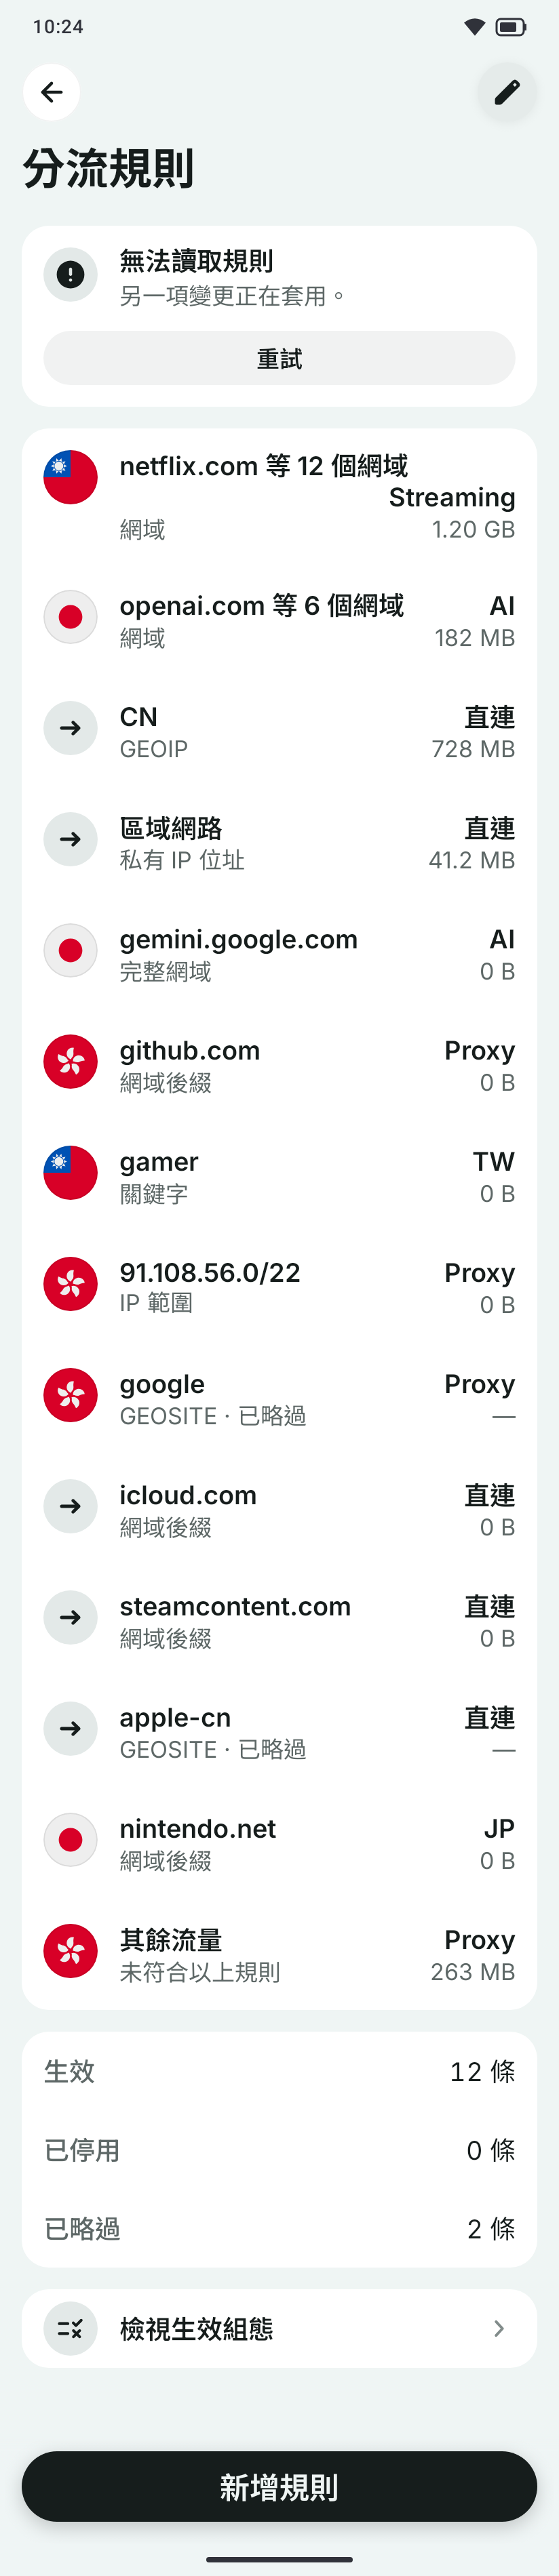 10:24
分流規則
無法讀取規則
另一項變更正在套用。
重試
netflix.com 等 12 個網域
Streaming
網域
1.20 GB
openai.com 等 6 個網域
AI
網域
182 MB
CN
直連
GEOIP
728 MB
區域網路
直連
私有 IP 位址
41.2 MB
gemini.google.com
AI
完整網域
0 B
github.com
Proxy
網域後綴
0 B
gamer
TW
關鍵字
0 B
91.108.56.0/22
Proxy
IP 範圍
0 B
google
Proxy
GEOSITE · 已略過
—
icloud.com
直連
網域後綴
0 B
steamcontent.com
直連
網域後綴
0 B
apple-cn
直連
GEOSITE · 已略過
—
nintendo.net
JP
網域後綴
0 B
其餘流量
Proxy
未符合以上規則
263 MB
生效
12 條
已停用
0 條
已略過
2 條
檢視生效組態
新增規則